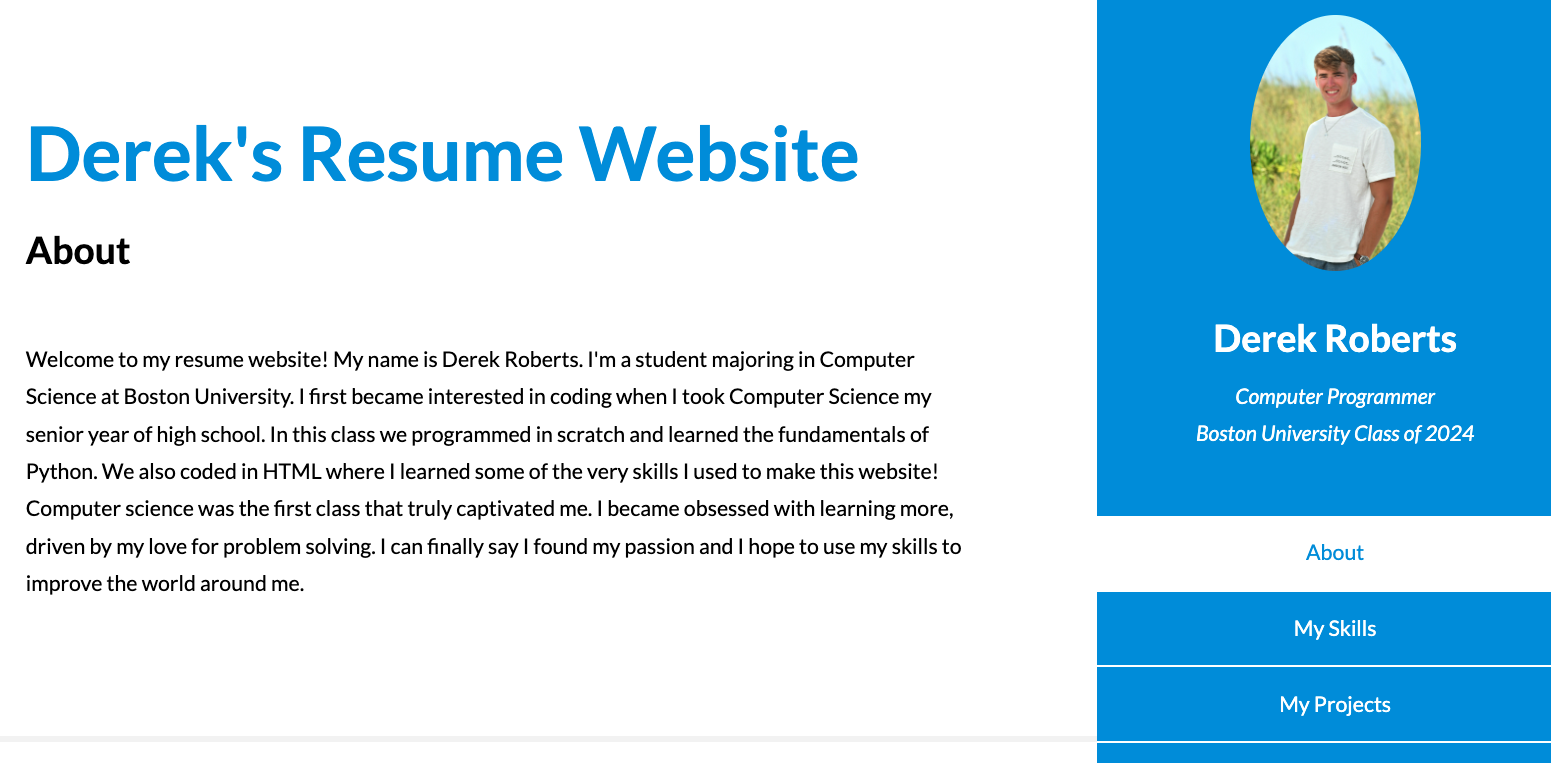 Derek's Resume Website
About
Welcome to my resume website! My name is Derek Roberts. I'm a student majoring in Computer
Science at Boston University. I first became interested in coding when I took Computer Science my
senior year of high school. In this class we programmed in scratch and learned the fundamentals of
Python. We also coded in HTML where I learned some of the very skills I used to make this website!
Computer science was the first class that truly captivated me. I became obsessed with learning more,
driven by my love for problem solving. I can finally say I found my passion and I hope to use my skills to
improve the world around me.
Derek Roberts
Computer Programmer
Boston University Class of 2024
About
My Skills
My Projects